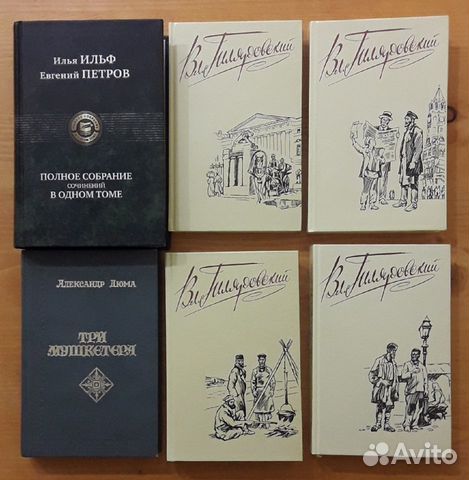 Илья ИЛЬФ
Евгений ПЕТРОВ
ПОЛНОЕ СОБРАНИЕ
СОЧИНЕНИЙ
В ОДНОМ ТОМЕ
Вл Гиляровский
Вл Гиляровский
Александр Дюма
ТРИ
МУШКЕТЕРА
Вл Гиляровский
Вл Гиляровский
Avito